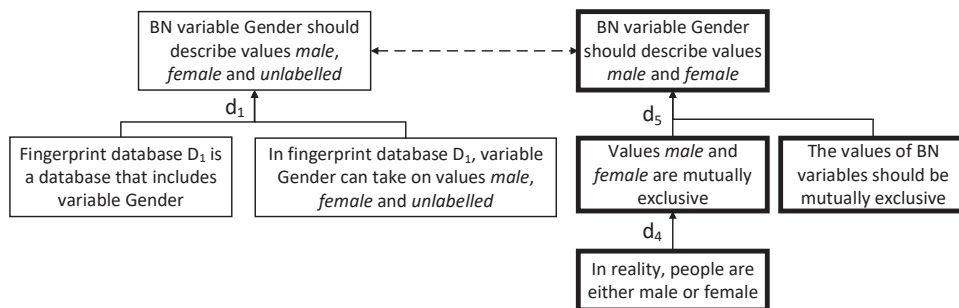 BN variable Gender should
describe values male,
female and unlabelled
BN variable Gender
should describe values
male and female
d₁
d₅
Fingerprint database D₁ is
a database that includes
variable Gender
In fingerprint database D₁, variable
Gender can take on values male,
female and unlabelled
Values male and
female are mutually
exclusive
The values of BN
variables should be
mutually exclusive
d₄
In reality, people are
either male or female